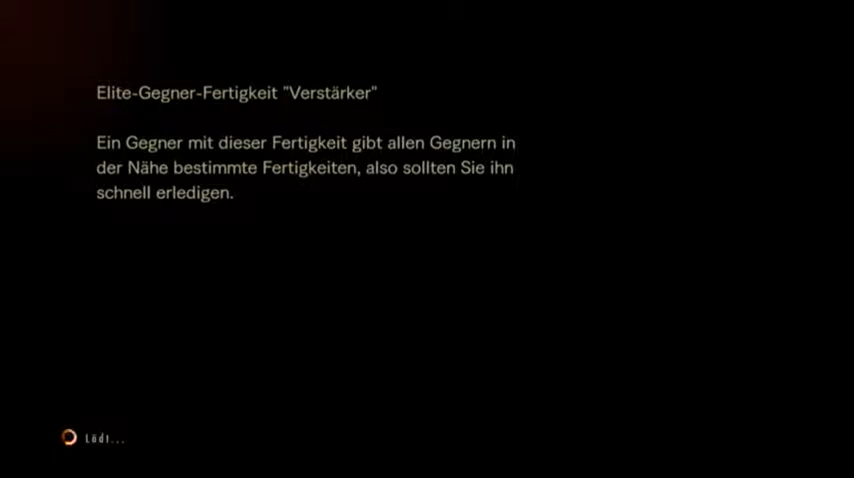 Elite-Gegner-Fertigkeit "Verstärker"
Ein Gegner mit dieser Fertigkeit gibt allen Gegnern in
der Nähe bestimmte Fertigkeiten, also sollten Sie ihn
schnell erledigen.
Lädt...